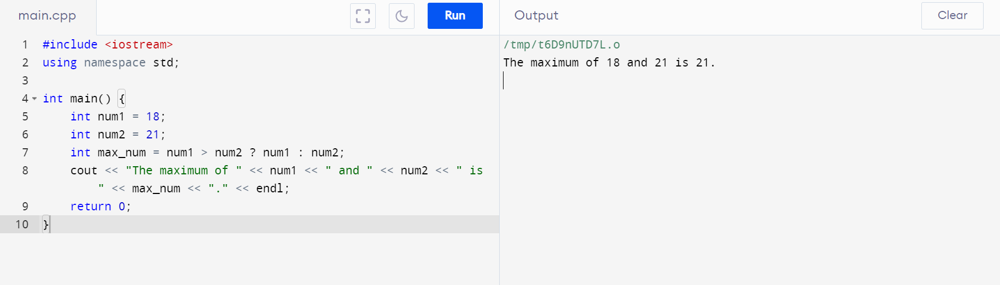 main.cpp
Run
Output
Clear
1 #include <iostream>
2 using namespace std;
3
4 int main() {
5     int num1 = 18;
6     int num2 = 21;
7     int max_num = num1 > num2 ? num1 : num2;
8     cout << "The maximum of " << num1 << " and " << num2 << " is
        " << max_num << "." << endl;
9     return 0;
10 }
/tmp/t6D9nUTD7L.o
The maximum of 18 and 21 is 21.